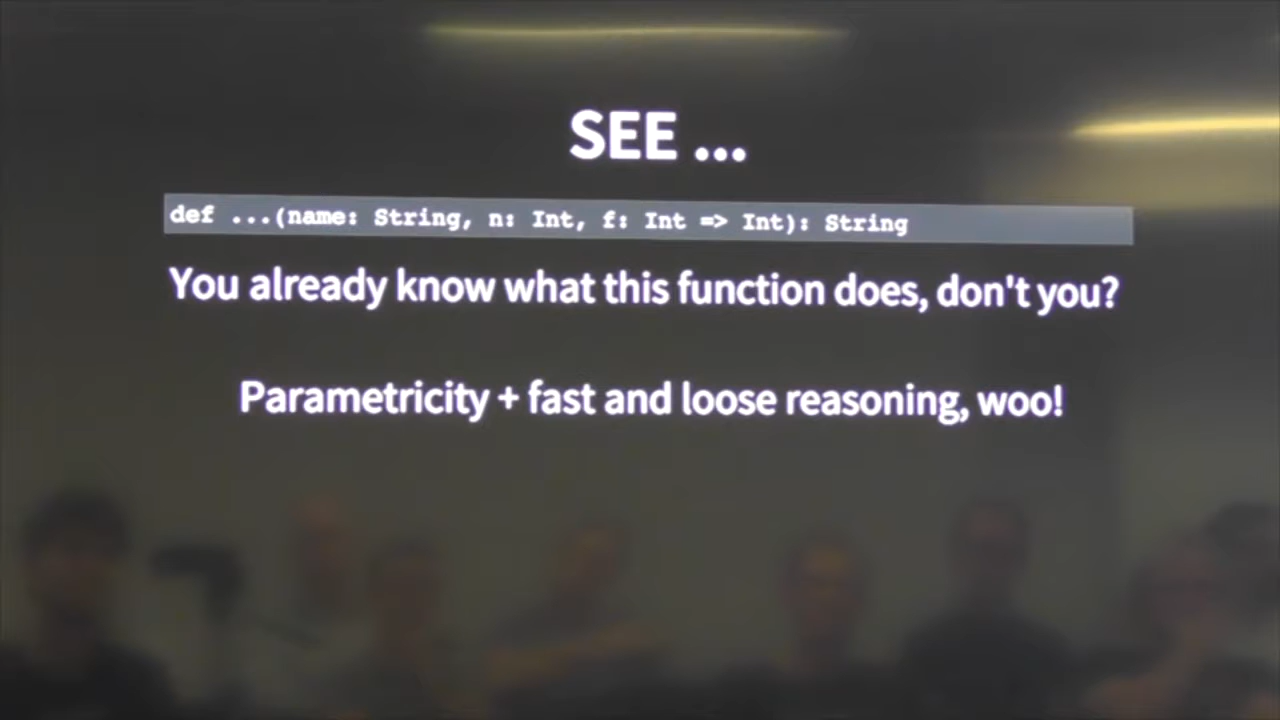 SEE ...
def ...(name: String, n: Int, f: Int => Int): String
You already know what this function does, don't you?
Parametricity + fast and loose reasoning, woo!